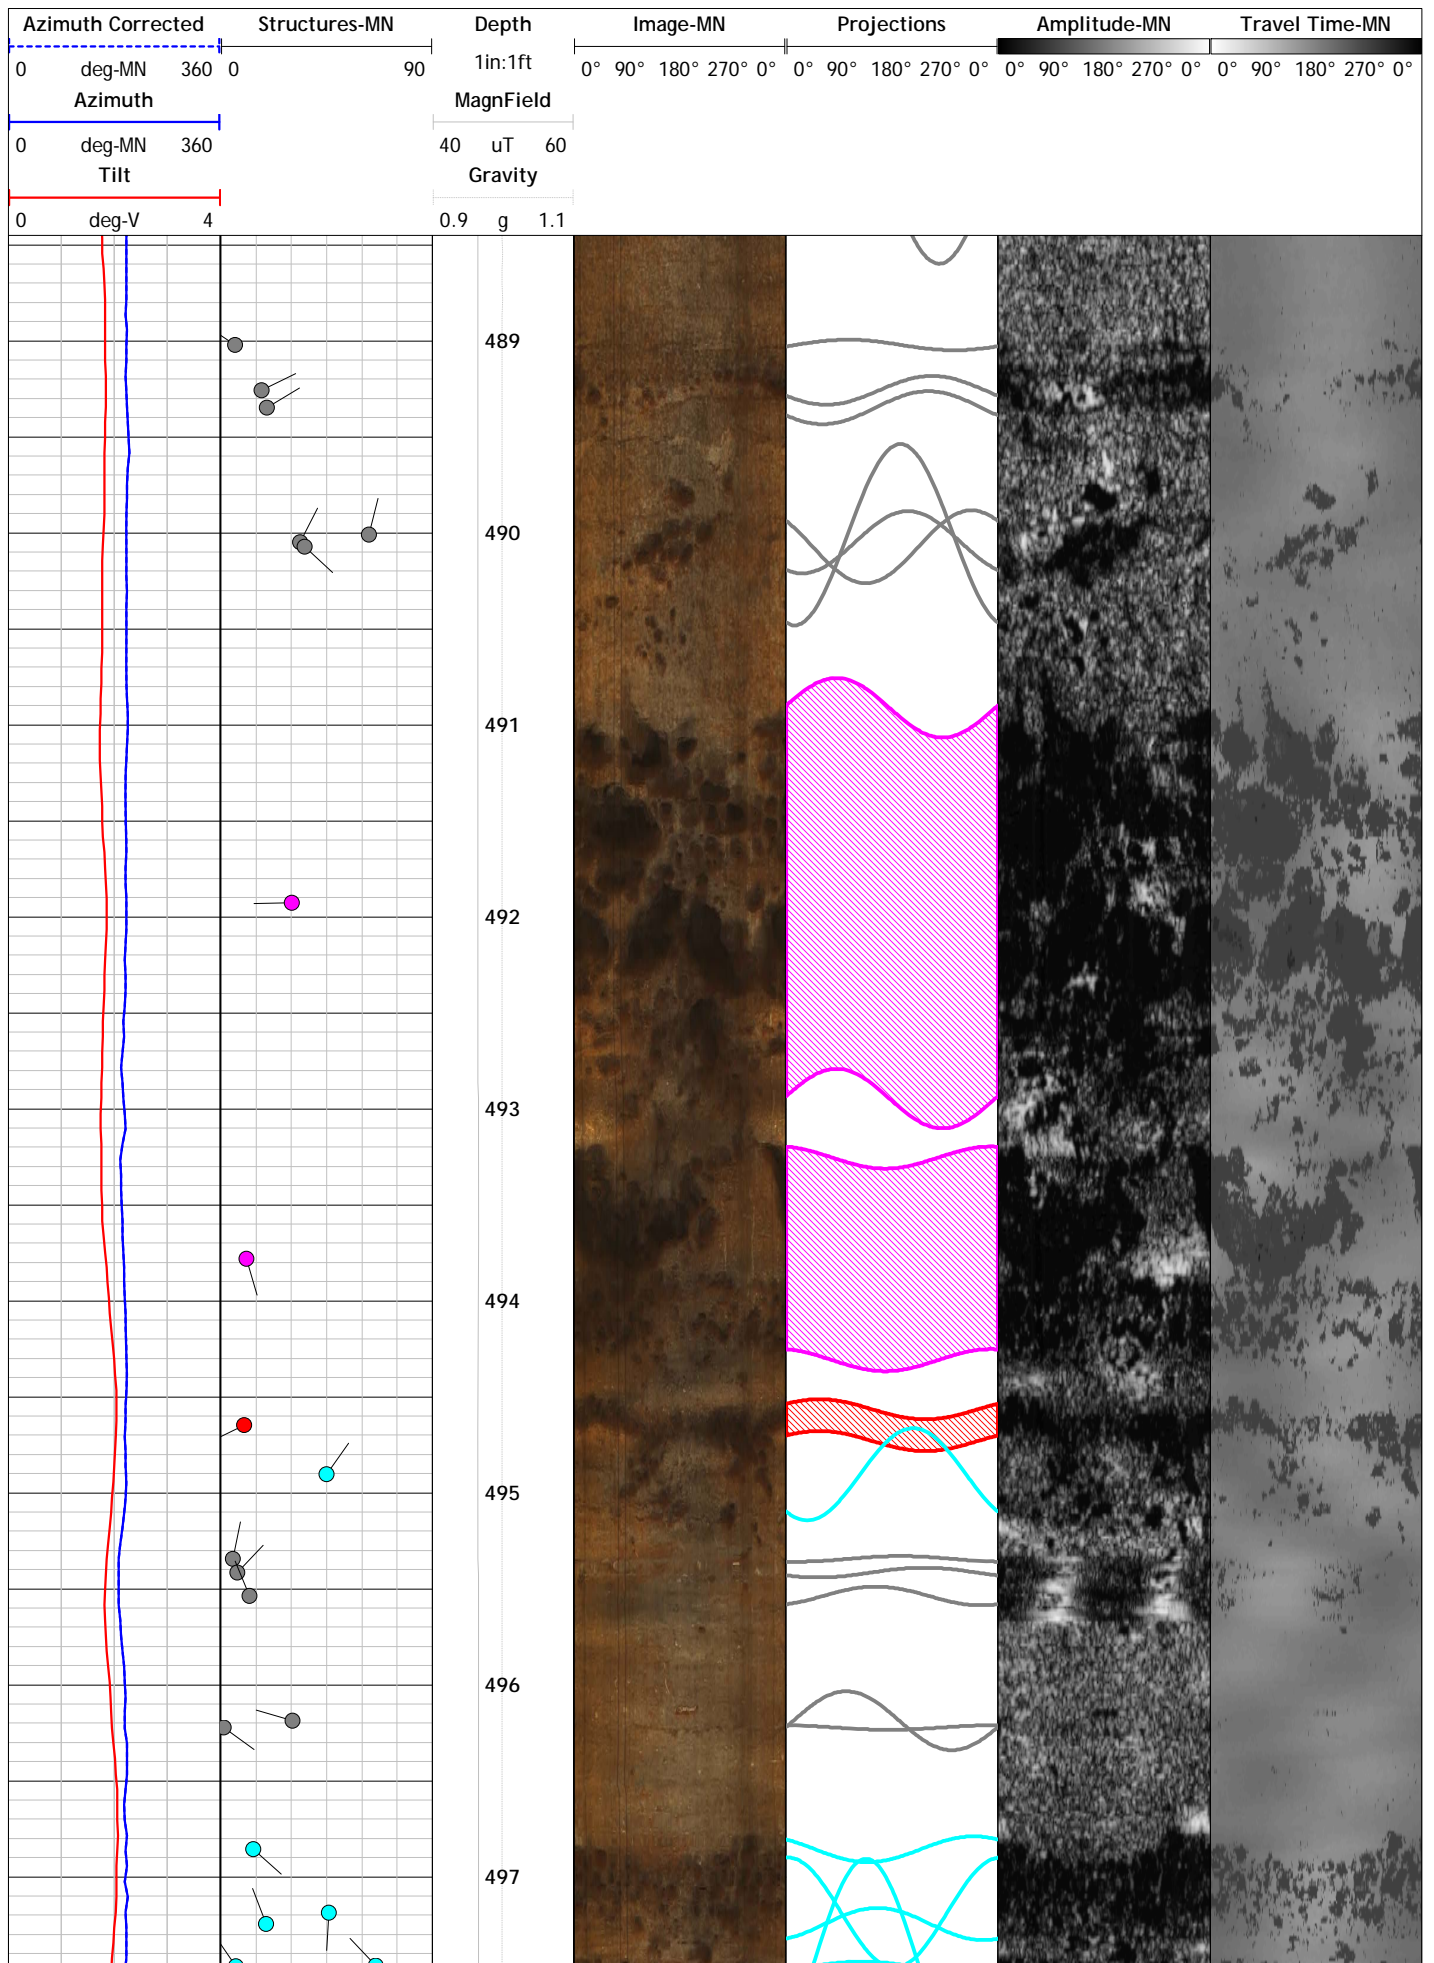 Azimuth Corrected Structures-MN Depth Image-MN Projections Amplitude-MN Travel Time-MN
0 deg-MN 360 0 90 1in:1ft 0° 90° 180° 270° 0° 0° 90° 180° 270° 0° 0° 90° 180° 270° 0° 0° 90° 180° 270° 0°
Azimuth MagnField
0 deg-MN 360 40 uT 60
Tilt Gravity
0 deg-V 4 0.9 g 1.1
489
490
491
492
493
494
495
496
497